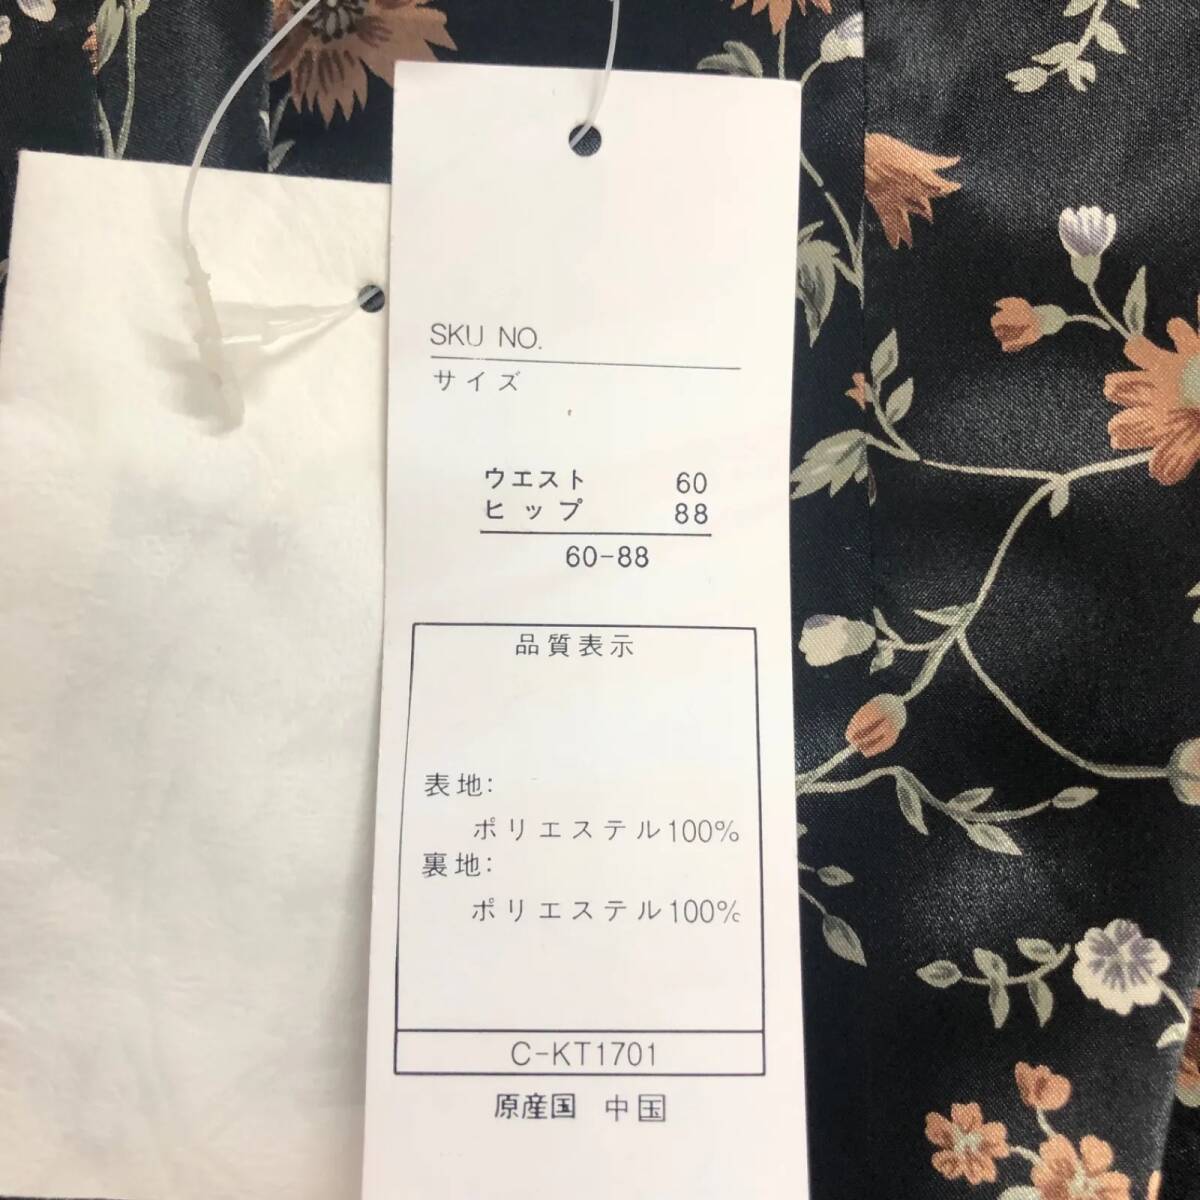 SKU NO.
サイズ
ウエスト 60
ヒップ 88
60-88
品質表示
表地:
ポリエステル100%
裏地:
ポリエステル100%
C-KT1701
原産国 中国